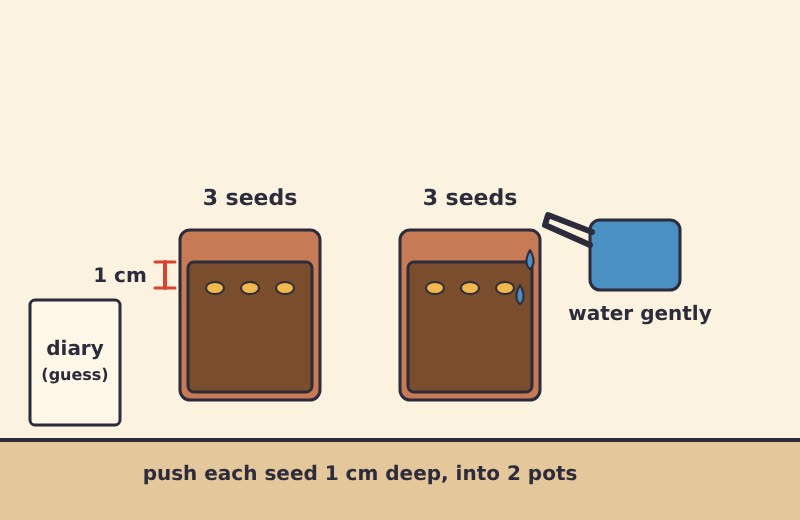 3 seeds
3 seeds
1 cm
water gently
diary
(guess)
push each seed 1 cm deep, into 2 pots